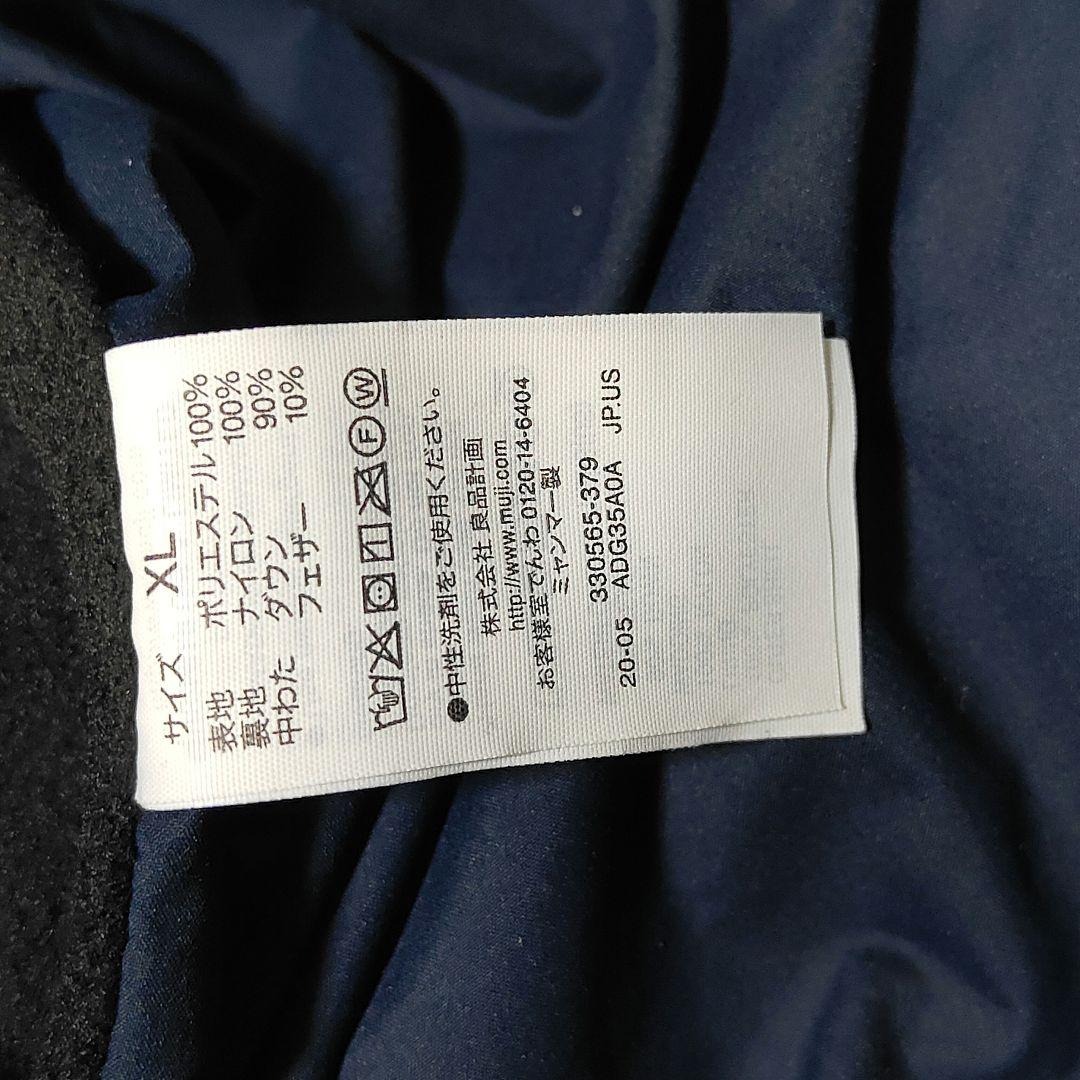 サイズ XL
表地 ポリエステル100%
裏地 ナイロン 100%
中わた ダウン 90%
フェザー 10%
F W
●中性洗剤をご使用ください。
株式会社 良品計画
http://www.muji.com
お客様室でんわ 0120-14-6404
ミャンマー製
330565-379
20-05 ADG35A0A JP.US